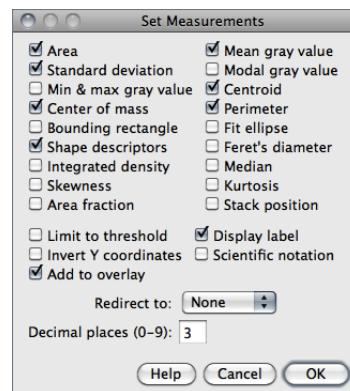 Set Measurements
Area Mean gray value
Standard deviation Modal gray value
Min & max gray value Centroid
Center of mass Perimeter
Bounding rectangle Fit ellipse
Shape descriptors Feret's diameter
Integrated density Median
Skewness Kurtosis
Area fraction Stack position
Limit to threshold Display label
Invert Y coordinates Scientific notation
Add to overlay
Redirect to: None
Decimal places (0-9): 3
Help Cancel OK